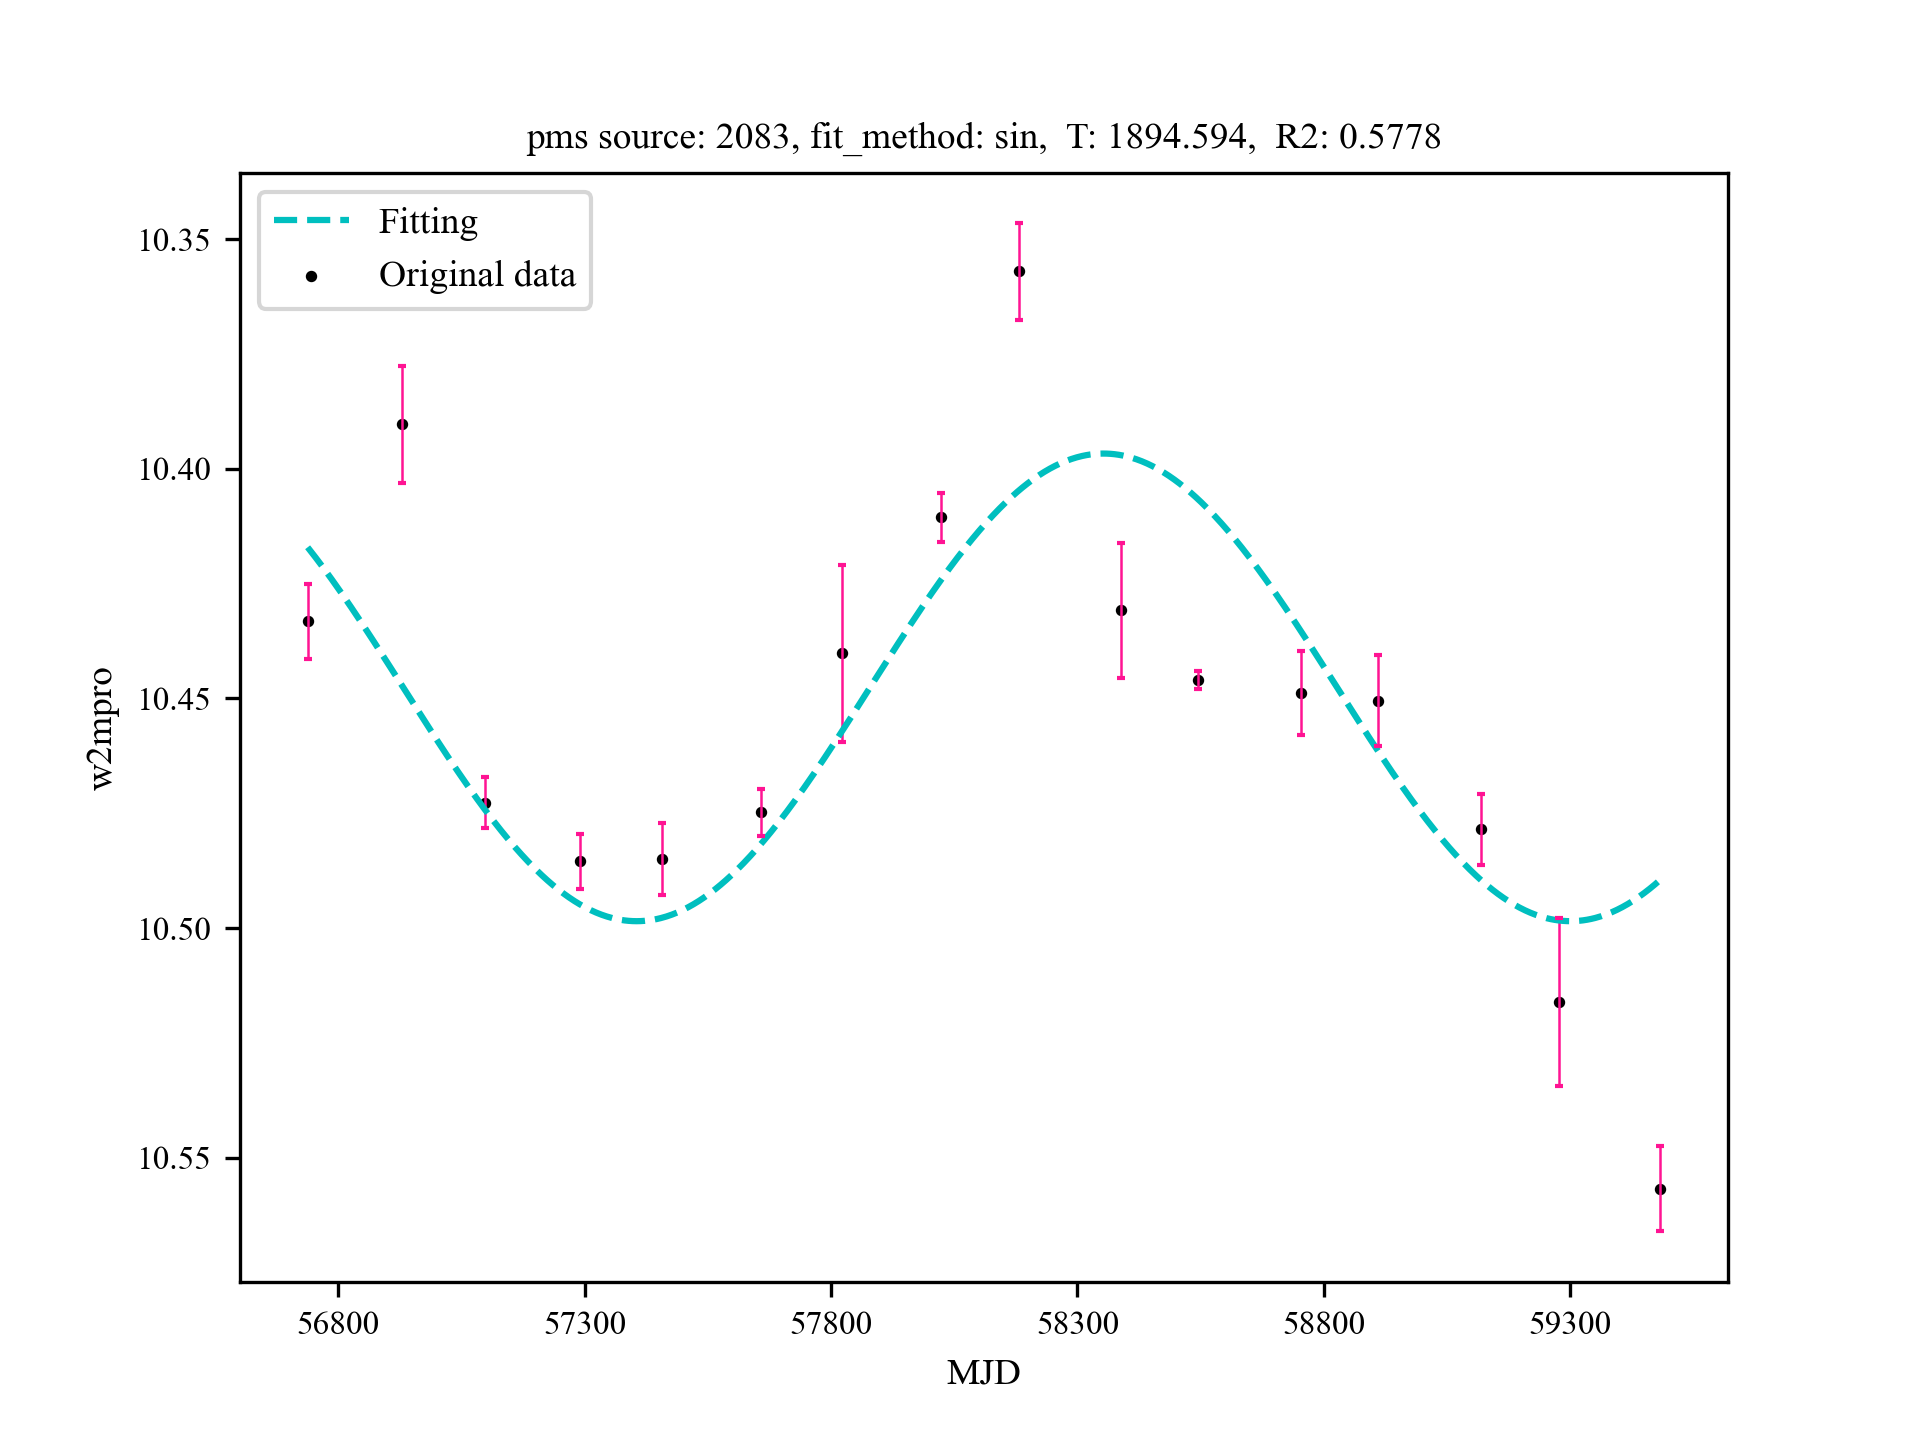 pms source: 2083, fit_method: sin,  T: 1894.594,  R2: 0.5778
Fitting
Original data
10.35
10.40
10.45
10.50
10.55
w2mpro
56800
57300
57800
58300
58800
59300
MJD